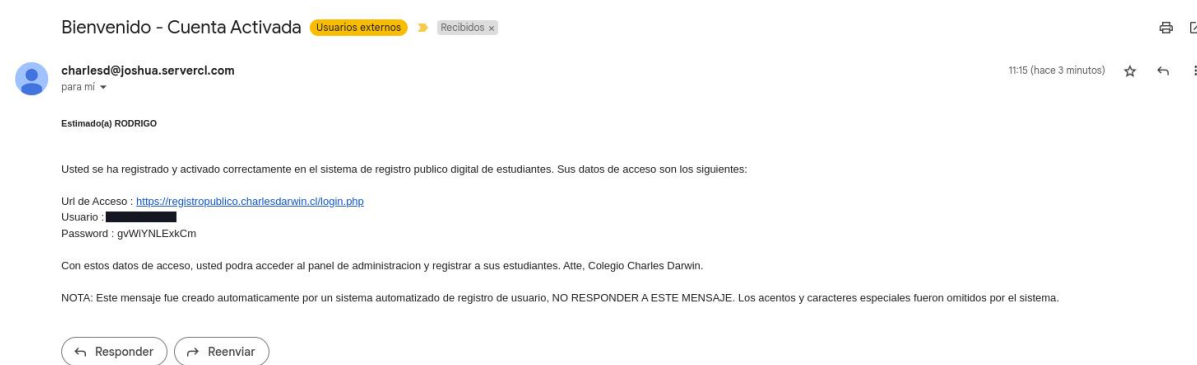 Bienvenido - Cuenta Activada Usuarios externos Recibidos x
charlesd@joshua.servercl.com 11:15 (hace 3 minutos)
para mí
Estimado(a) RODRIGO
Usted se ha registrado y activado correctamente en el sistema de registro publico digital de estudiantes. Sus datos de acceso son los siguientes:
Url de Acceso : https://registropublico.charlesdarwin.cl/login.php
Usuario :
Password : gvWiYNLExkCm
Con estos datos de acceso, usted podra acceder al panel de administracion y registrar a sus estudiantes. Atte, Colegio Charles Darwin.
NOTA: Este mensaje fue creado automaticamente por un sistema automatizado de registro de usuario, NO RESPONDER A ESTE MENSAJE. Los acentos y caracteres especiales fueron omitidos por el sistema.
Responder Reenviar